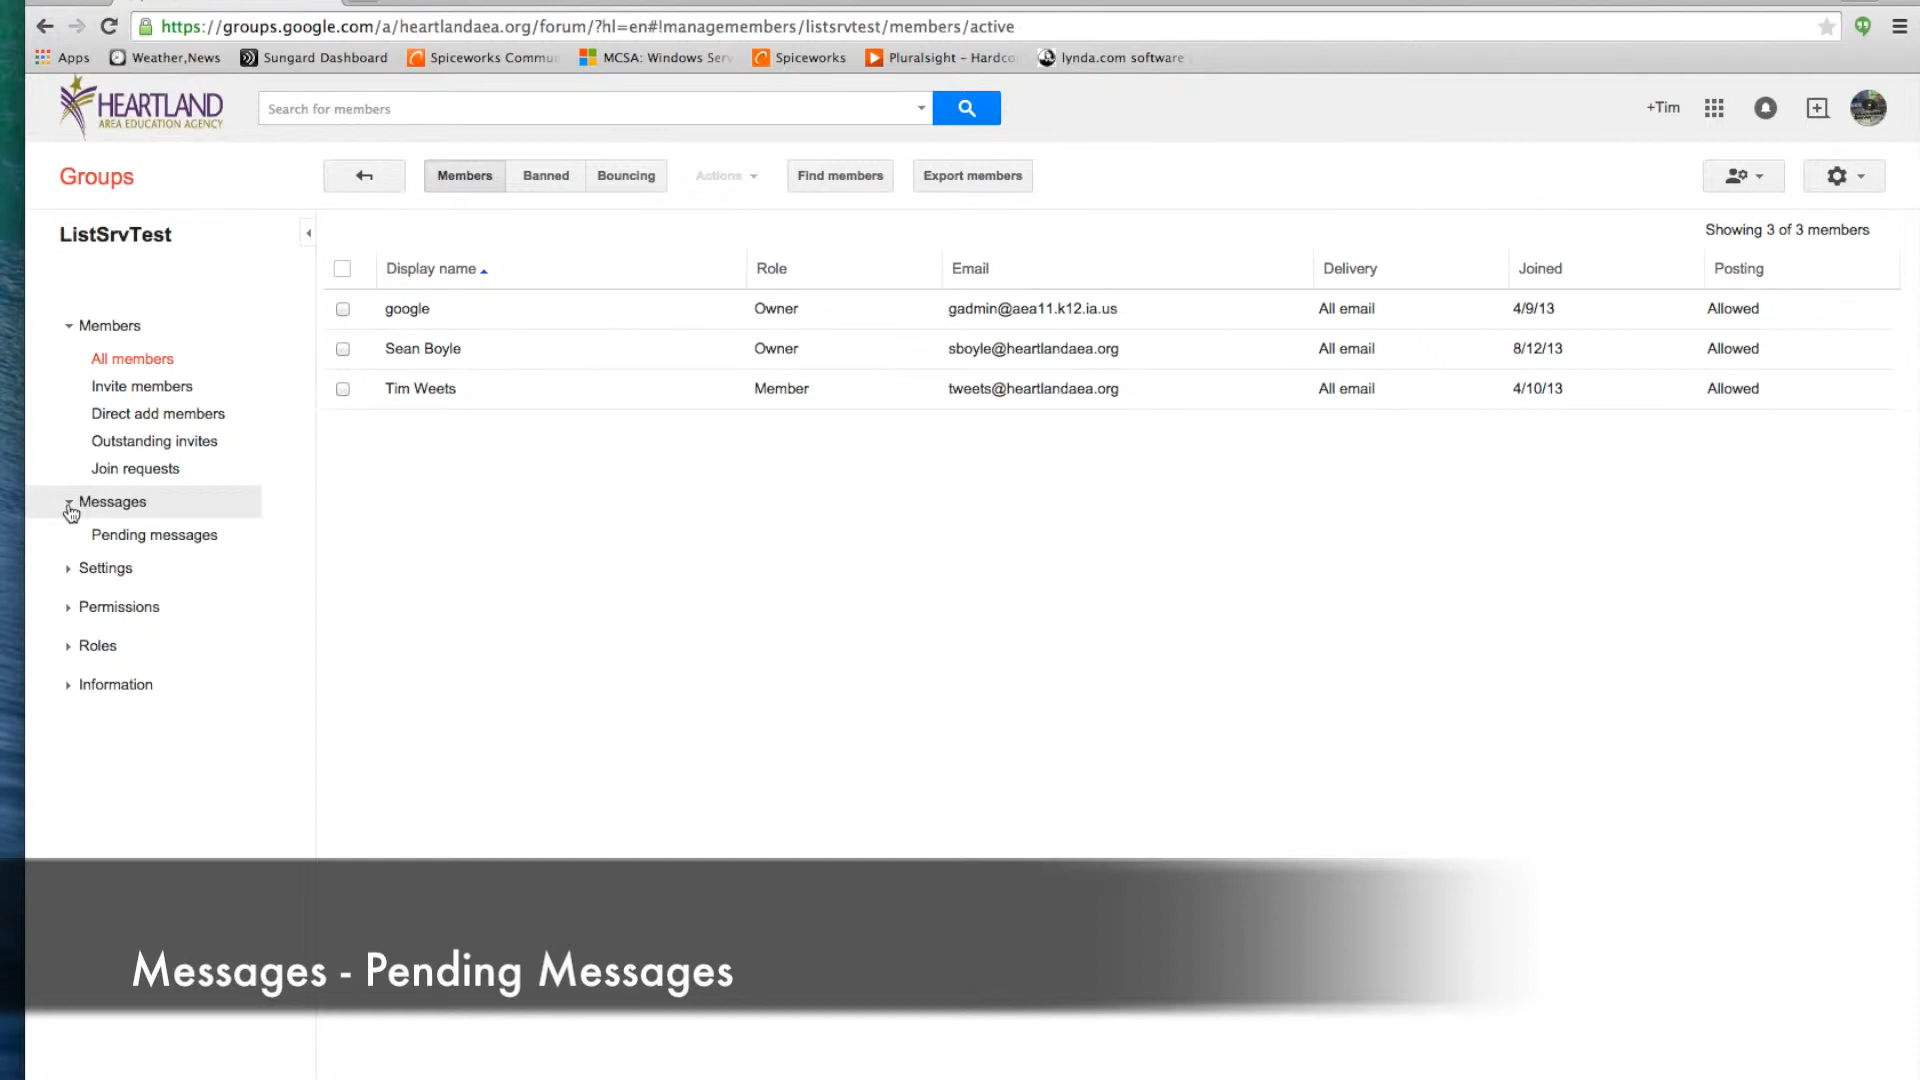 https://groups.google.com/a/heartlandaea.org/forum/?hl=en#!managemembers/listsrvtest/members/active
Apps Weather,News Sungard Dashboard Spiceworks Commu MCSA: Windows Serv Spiceworks Pluralsight – Hardco lynda.com software
HEARTLAND
AREA EDUCATION AGENCY
Search for members
+Tim
Groups
Members Banned Bouncing Actions Find members Export members
ListSrvTest
Showing 3 of 3 members
Display name Role Email Delivery Joined Posting
google Owner gadmin@aea11.k12.ia.us All email 4/9/13 Allowed
Sean Boyle Owner sboyle@heartlandaea.org All email 8/12/13 Allowed
Tim Weets Member tweets@heartlandaea.org All email 4/10/13 Allowed
Members
All members
Invite members
Direct add members
Outstanding invites
Join requests
Messages
Pending messages
Settings
Permissions
Roles
Information
Messages - Pending Messages